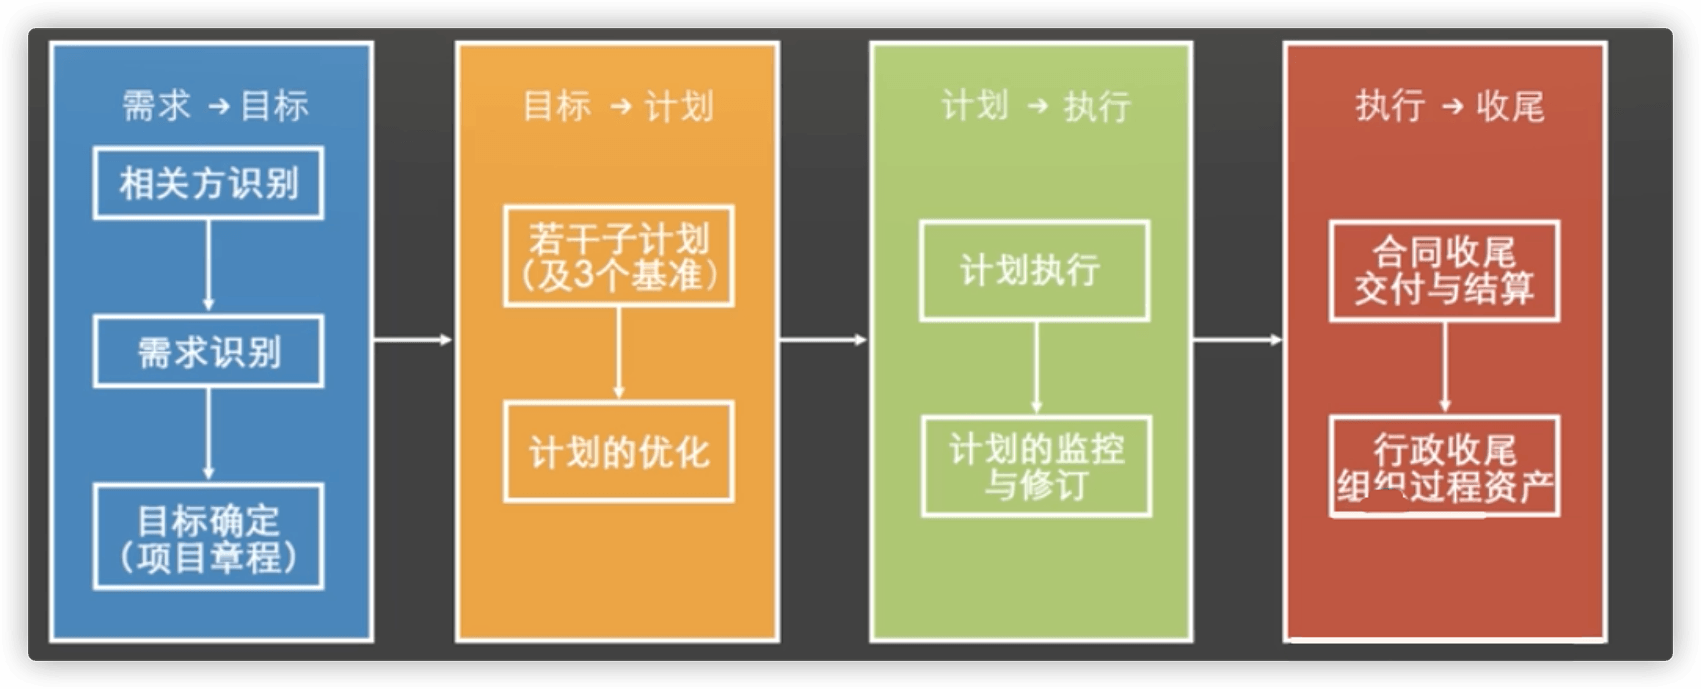 需求 → 目标
相关方识别
需求识别
目标确定
（项目章程）
目标 → 计划
若干子计划
（及3个基准）
计划的优化
计划 → 执行
计划执行
计划的监控
与修订
执行 → 收尾
合同收尾
交付与结算
行政收尾
组织过程资产